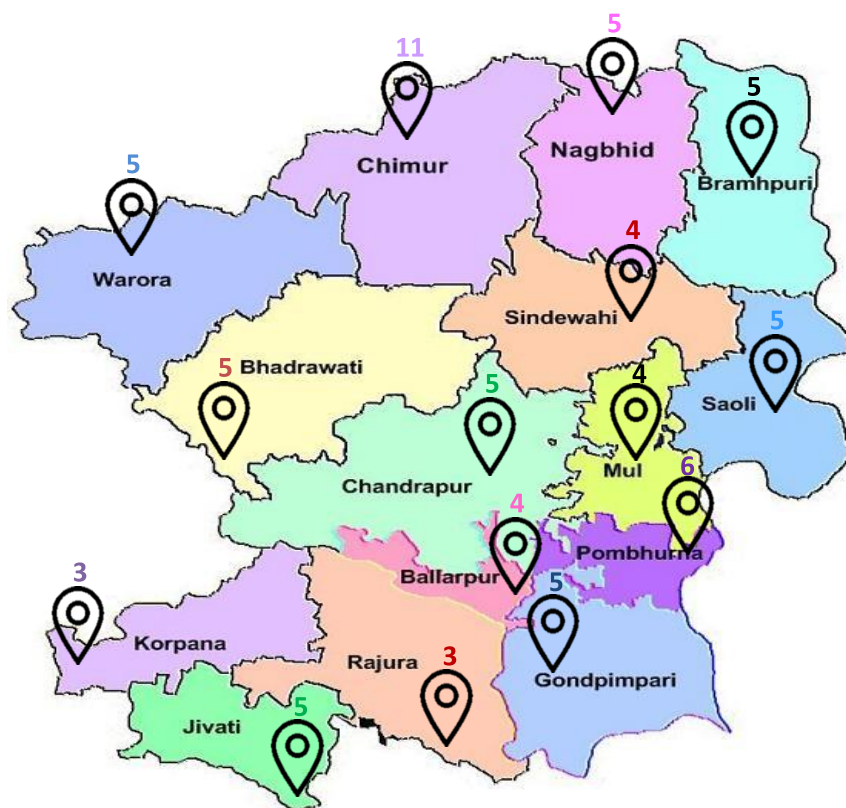 11
5
5
Chimur
Nagbhid
Bramhpuri
5
Warora
4
Sindewahi
5
5
Bhadrawati
5
4
Saoli
Chandrapur
Mul
6
4
Pombhurna
Ballarpur
5
3
Korpana
Rajura
3
Gondpimpari
Jivati
5